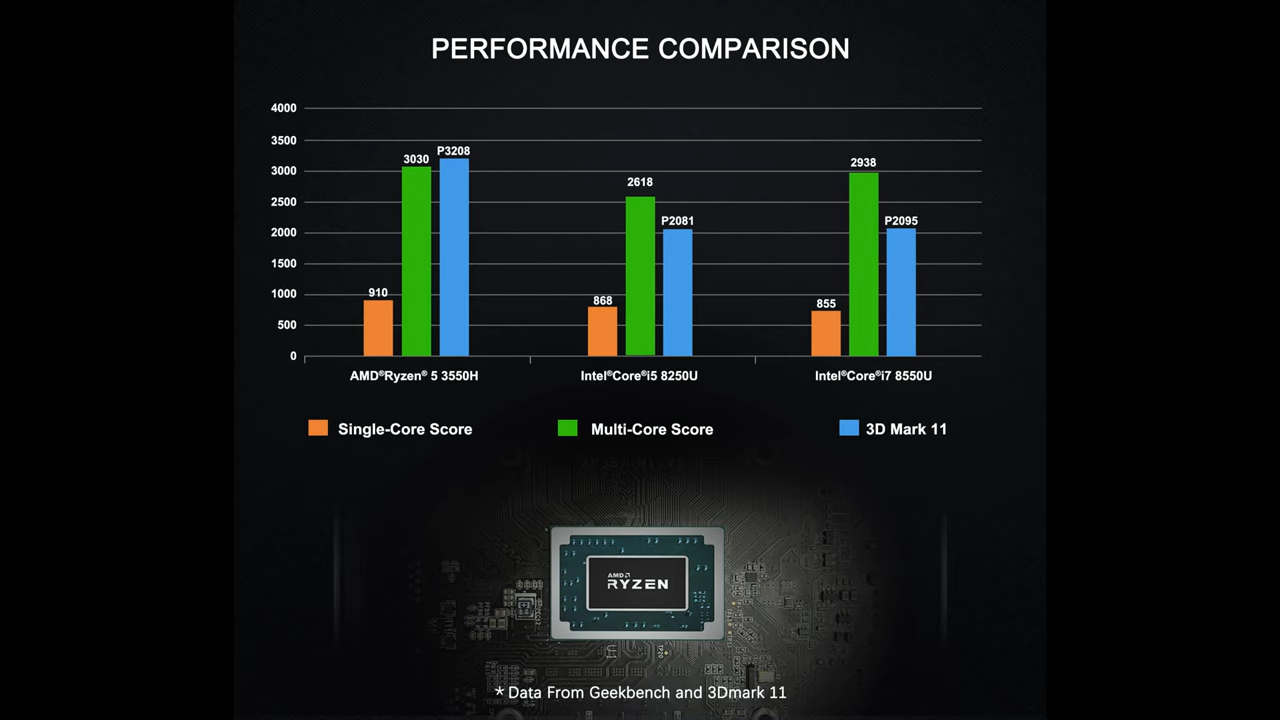 PERFORMANCE COMPARISON
4000
3500
3000
2500
2000
1500
1000
500
0
910
3030
P3208
868
2618
P2081
855
2938
P2095
AMD®Ryzen® 5 3550H
Intel®Core®i5 8250U
Intel®Core®i7 8550U
Single-Core Score
Multi-Core Score
3D Mark 11
AMD
RYZEN
U1
* Data From Geekbench and 3Dmark 11